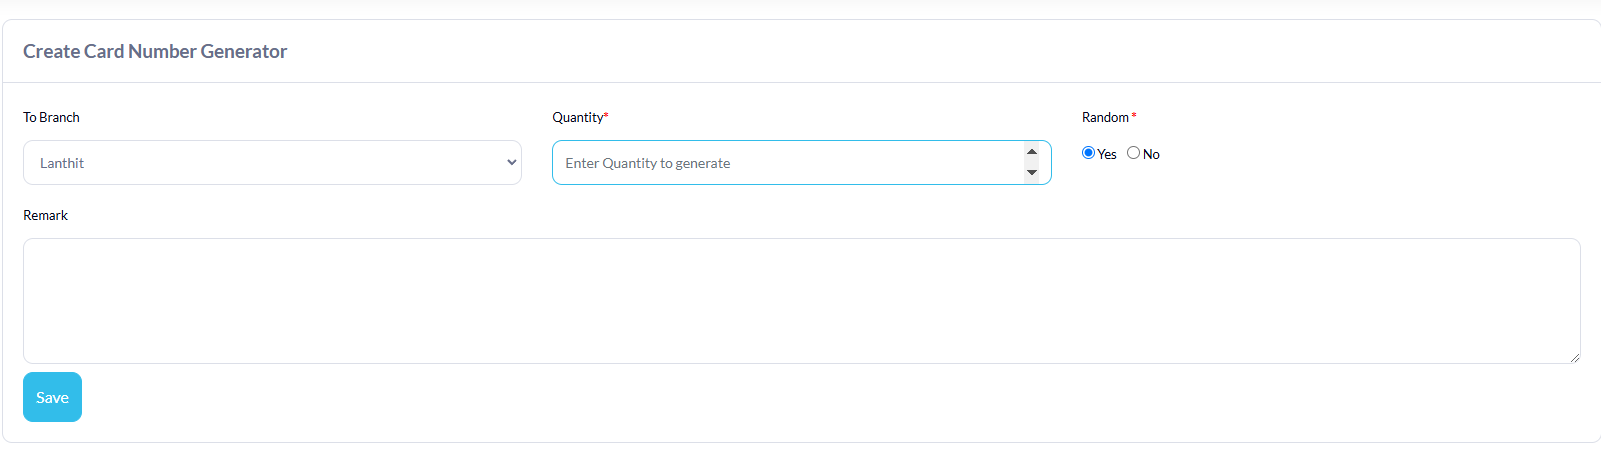 Create Card Number Generator
To Branch Quantity* Random *
Lanthit Enter Quantity to generate Yes No
Remark
Save